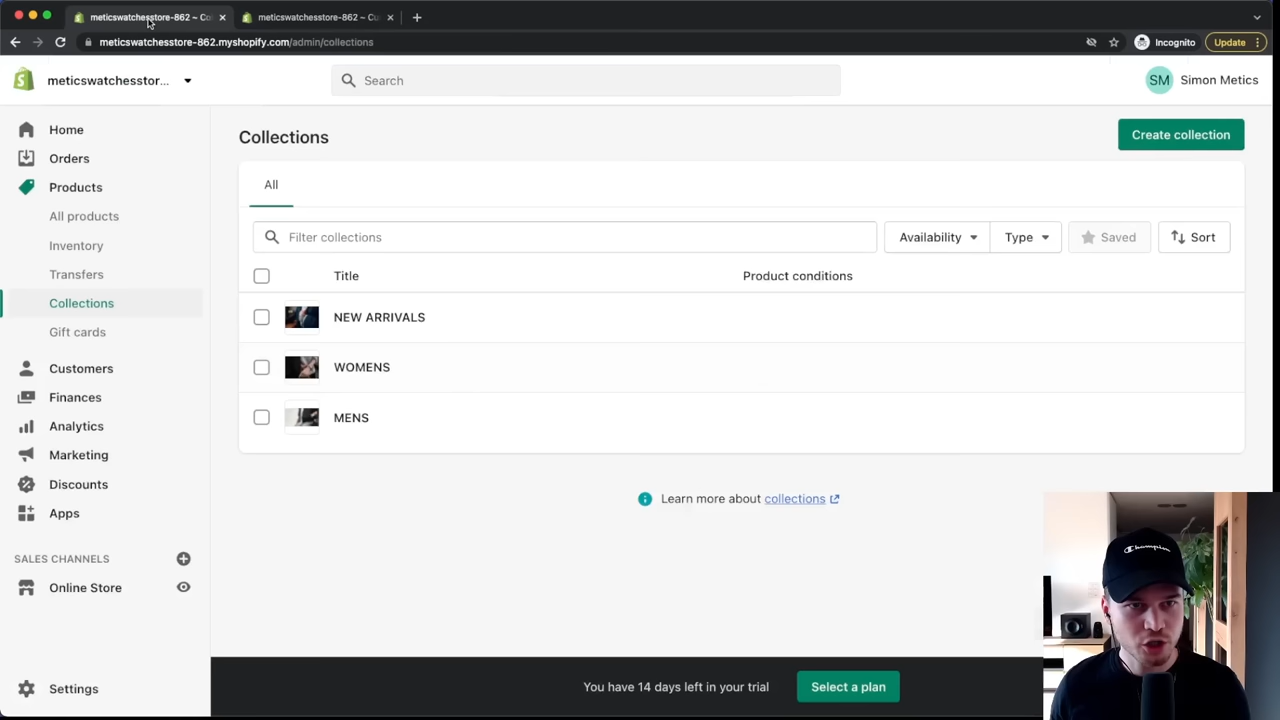 meticswatchesstore-862 ~ Co
meticswatchesstore-862 ~ Cu
meticswatchesstore-862.myshopify.com/admin/collections
Incognito
Update
meticswatchesstor...
Search
SM
Simon Metics
Home
Orders
Products
All products
Inventory
Transfers
Collections
Gift cards
Customers
Finances
Analytics
Marketing
Discounts
Apps
SALES CHANNELS
Online Store
Settings
Collections
Create collection
All
Filter collections
Availability
Type
Saved
Sort
Title
Product conditions
NEW ARRIVALS
WOMENS
MENS
Learn more about collections
You have 14 days left in your trial
Select a plan
Champion